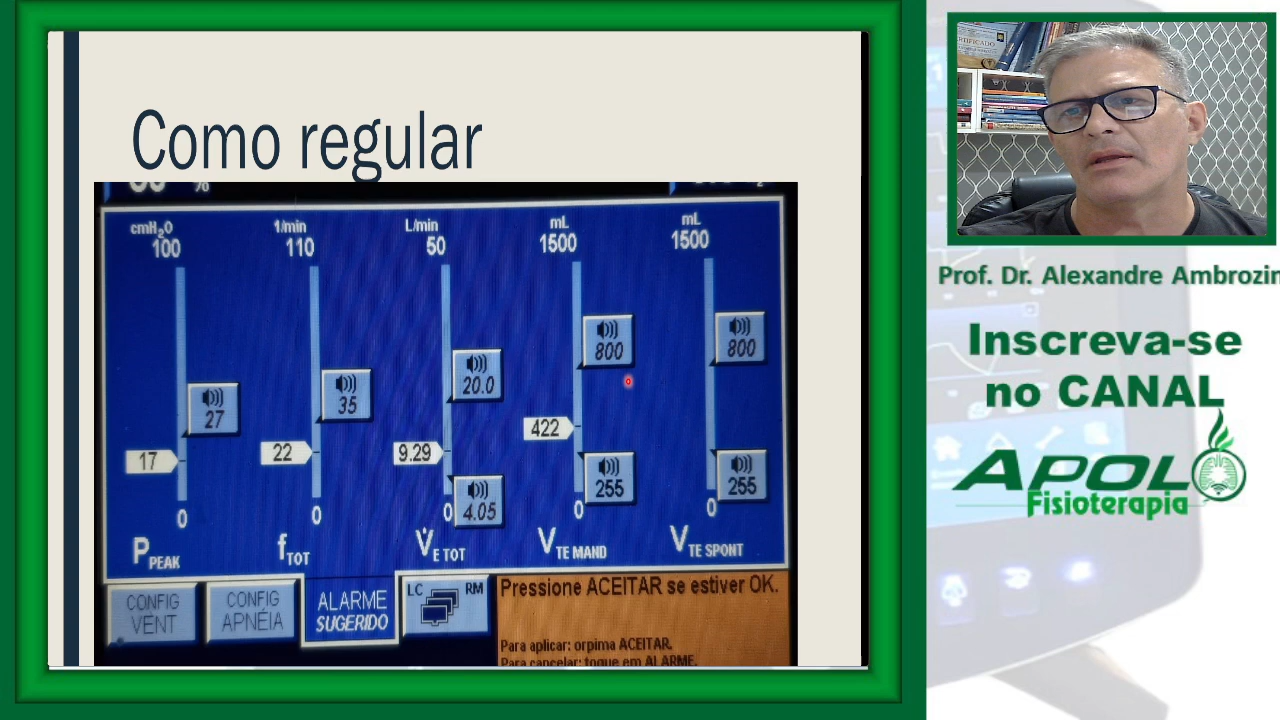 Como regular
%
cmH2O
100
1/min
110
L/min
50
mL
1500
mL
1500
27
35
20.0
800
800
17
22
9.29
422
4.05
255
255
0
0
0
0
0
PPEAK
fTOT
V̇E TOT
VTE MAND
VTE SPONT
CONFIG
VENT
CONFIG
APNÉIA
ALARME
SUGERIDO
LC
RM
Pressione ACEITAR se estiver OK.
Para aplicar: orpima ACEITAR.
Para cancelar: toque em ALARME.
CERTIFICADO
Prof. Dr. Alexandre Ambrozin
Inscreva-se
no CANAL
APOLO
Fisioterapia